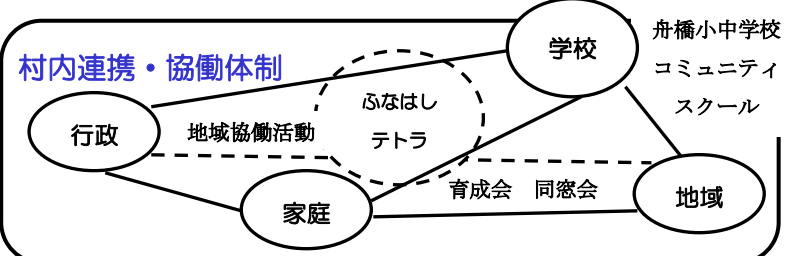 舟橋小中学校
コミュニティ
スクール
学校
村内連携・協働体制
ふなはし
テトラ
行政
地域協働活動
育成会　同窓会
地域
家庭